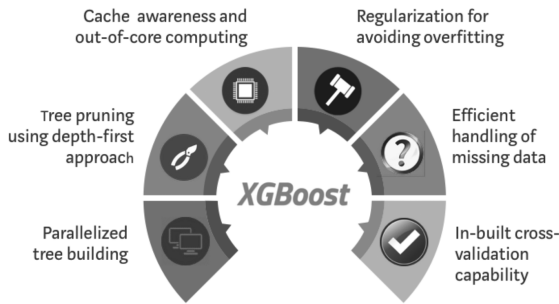 Cache awareness and
out-of-core computing
Regularization for
avoiding overfitting
Tree pruning
using depth-first
approach
Efficient
handling of
missing data
XGBoost
Parallelized
tree building
In-built cross-
validation
capability